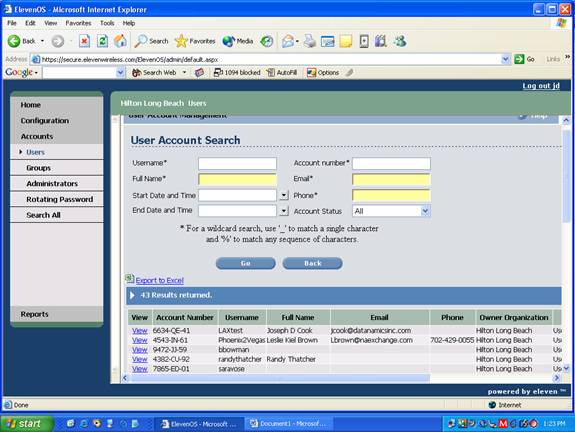 ElevenOS - Microsoft Internet Explorer
File Edit View Favorites Tools Help
Back Search Favorites Media
Address https://secure.elevenwireless.com/ElevenOS/admin/default.aspx Go Links
Google Search Web 1094 blocked AutoFill Options
Log out jd
Home
Configuration
Accounts
Users
Groups
Administrators
Rotating Password
Search All
Reports
Hilton Long Beach Users
User Account Management Help
User Account Search
Username* Account number*
Full Name* Email*
Start Date and Time Phone*
End Date and Time Account Status All
* For a wildcard search, use '_' to match a single character
and '%' to match any sequence of characters.
Go Back
Export to Excel
43 Results returned.
View Account Number Username Full Name Email Phone Owner Organization
View 6634-QE-41 LAXtest Joseph D Cook jcook@datanamicsinc.com Hilton Long Beach Use
View 4543-IN-61 Phoenix2Vegas Leslie Kiel Brown Lbrown@naexchange.com 702-429-0055 Hilton Long Beach Use
View 9472-JJ-59 bbowman Hilton Long Beach Use
View 4382-CU-92 randythatcher Randy Thatcher Hilton Long Beach Use
View 7865-ED-01 saravose Hilton Long Beach Use
powered by eleven ™
Done Internet
start ElevenOS - Microsoft ... Document1 - Microsof... 1:23 PM